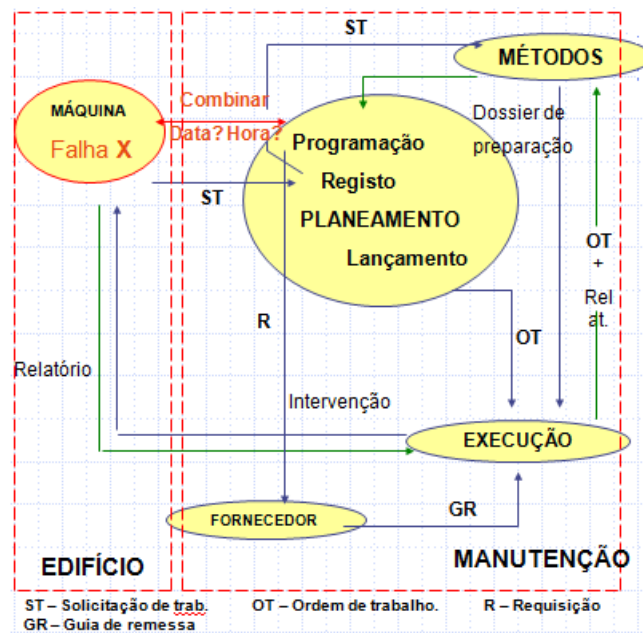 ST
MÉTODOS
MÁQUINA
Falha X
Combinar
Data? Hora?
Dossier de
preparação
Programação
Registo
ST
PLANEAMENTO
Lançamento
OT
+
Rel
at.
R
OT
Relatório
Intervenção
EXECUÇÃO
FORNECEDOR
GR
EDIFÍCIO
MANUTENÇÃO
ST – Solicitação de trab.
OT – Ordem de trabalho.
R – Requisição
GR – Guia de remessa